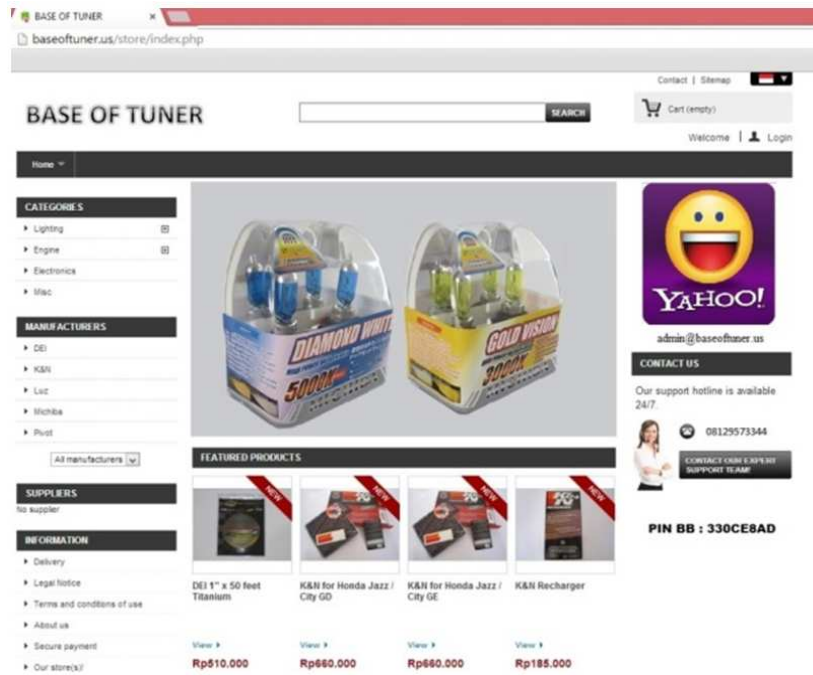 BASE OF TUNER
baseoftuner.us/store/index.php
Contact | Sitemap
BASE OF TUNER
SEARCH
Cart (empty)
Welcome | Login
Home
CATEGORIES
Lighting
Engine
Electronics
Misc
MANUFACTURERS
DEI
K&N
Luz
Michiba
Pivot
All manufacturers
SUPPLIERS
No supplier
INFORMATION
Delivery
Legal Notice
Terms and conditions of use
About us
Secure payment
Our store(s)!
DIAMOND WHITE
5000K
GOLD VISION
3000K
FEATURED PRODUCTS
NEW
NEW
NEW
NEW
DEI 1" x 50 feet
Titanium
K&N for Honda Jazz /
City GD
K&N for Honda Jazz /
City GE
K&N Recharger
View
View
View
View
Rp510.000
Rp660.000
Rp660.000
Rp185.000
YAHOO!
admin@baseoftuner.us
CONTACT US
Our support hotline is available
24/7.
08129573344
CONTACT OUR EXPERT
SUPPORT TEAM!
PIN BB : 330CE8AD